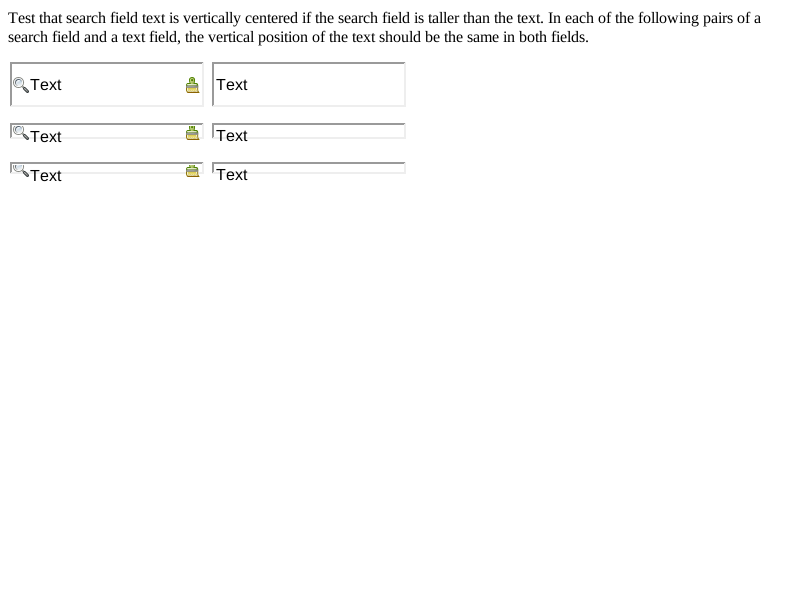 Test that search field text is vertically centered if the search field is taller than the text. In each of the following pairs of a
search field and a text field, the vertical position of the text should be the same in both fields.
Text Text
Text Text
Text Text